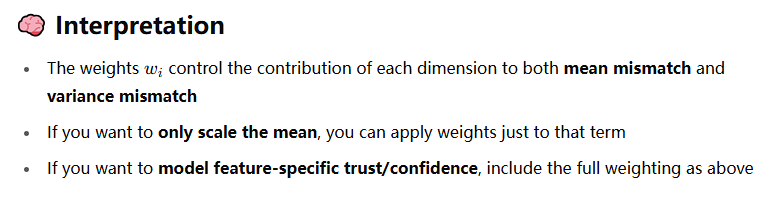 🧠 Interpretation
• The weights wᵢ control the contribution of each dimension to both mean mismatch and
variance mismatch
• If you want to only scale the mean, you can apply weights just to that term
• If you want to model feature-specific trust/confidence, include the full weighting as above